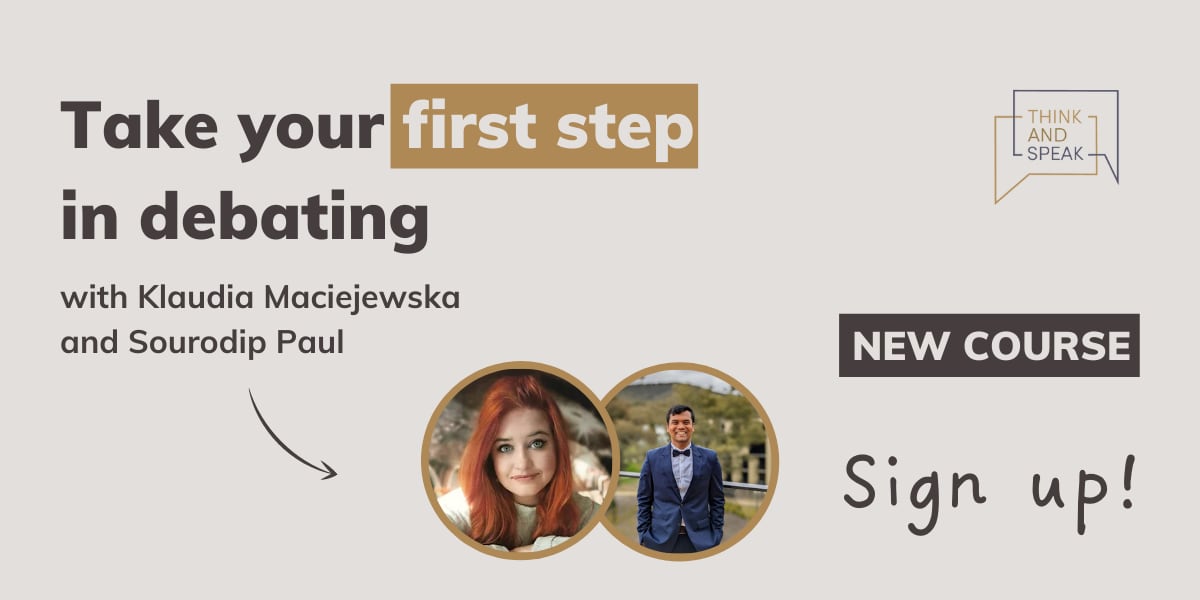 Take your first step
in debating
with Klaudia Maciejewska
and Sourodip Paul
THINK
AND
SPEAK
NEW COURSE
Sign up!